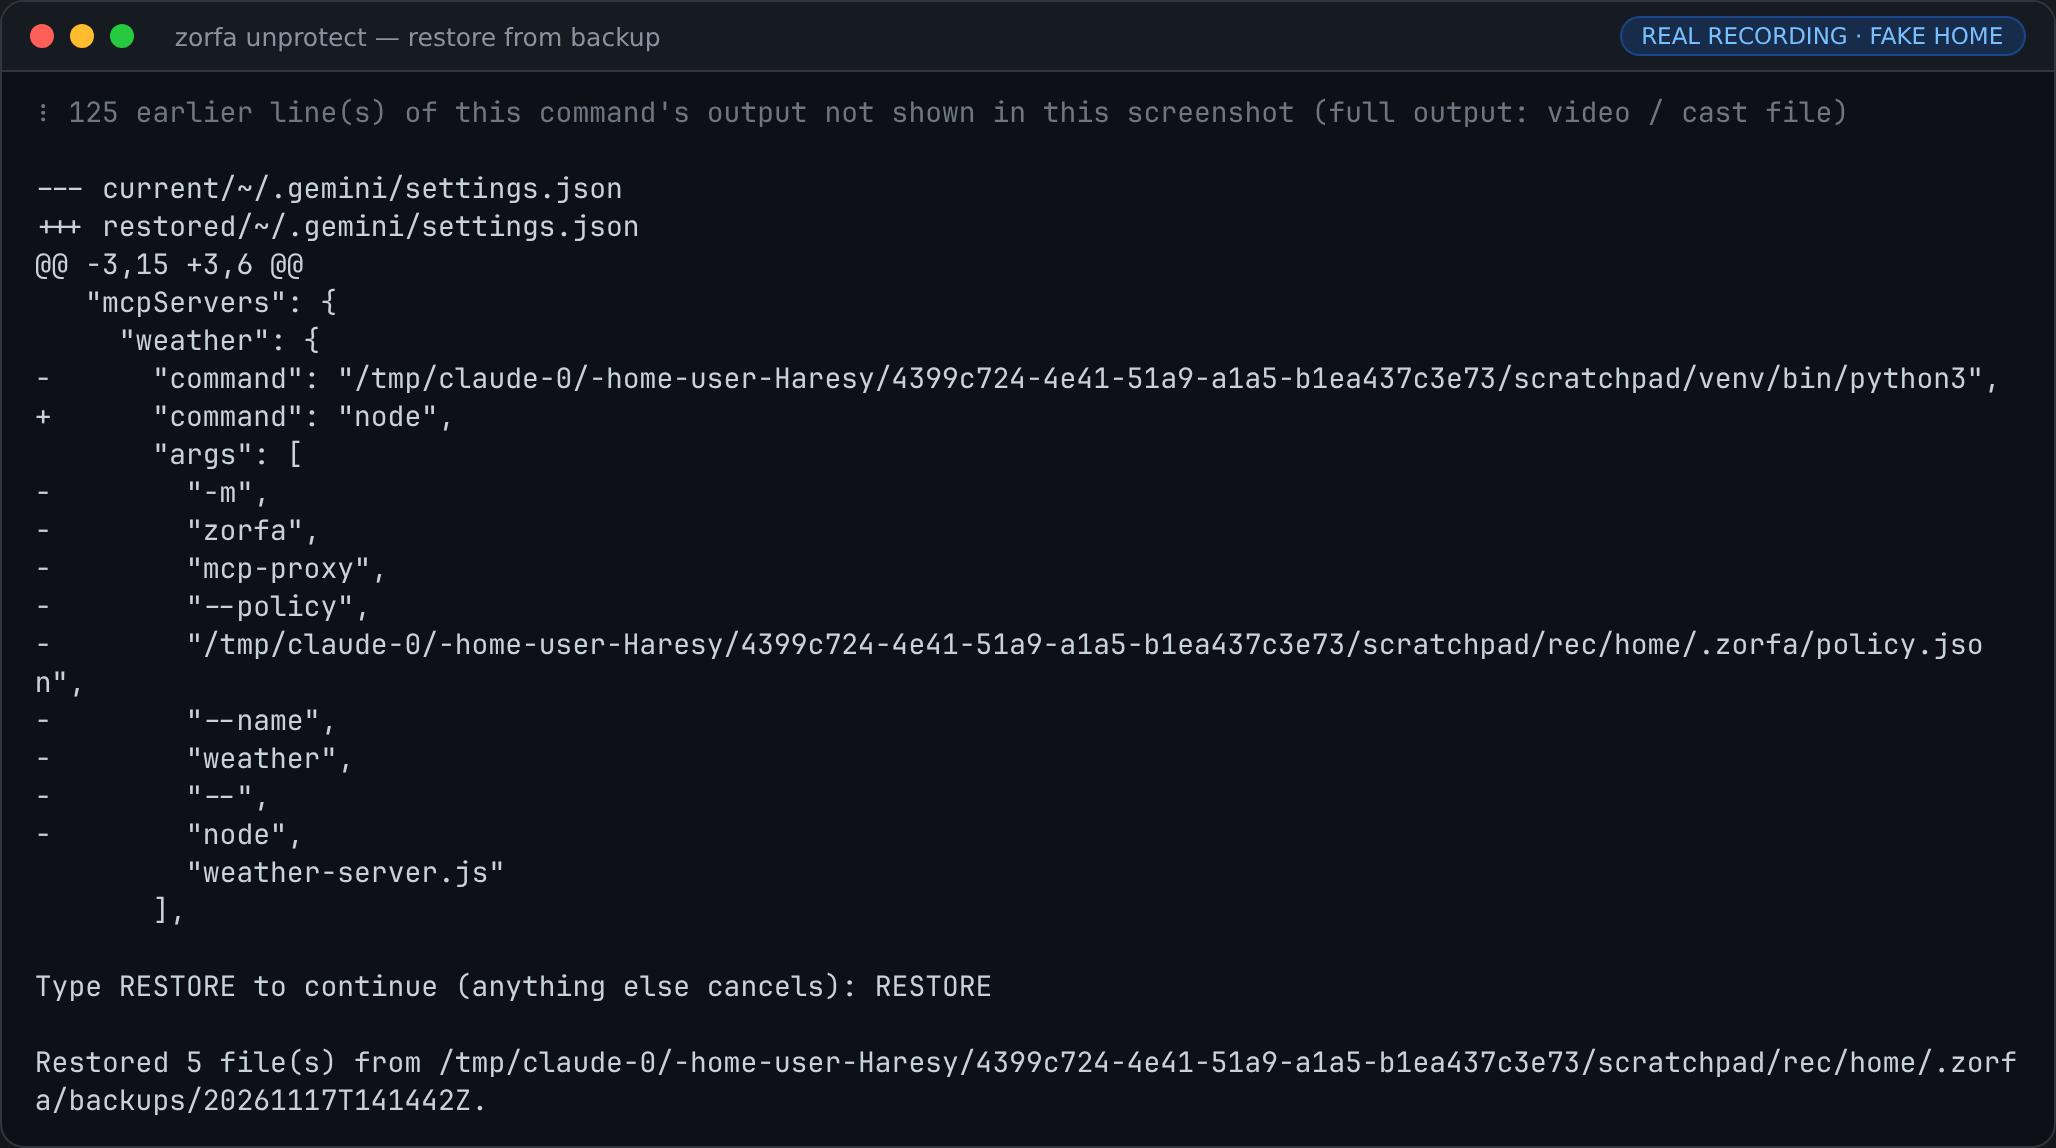 zorfa unprotect — restore from backup
REAL RECORDING · FAKE HOME
⋮ 125 earlier line(s) of this command's output not shown in this screenshot (full output: video / cast file)
--- current/~/.gemini/settings.json
+++ restored/~/.gemini/settings.json
@@ -3,15 +3,6 @@
   "mcpServers": {
     "weather": {
-      "command": "/tmp/claude-0/-home-user-Haresy/4399c724-4e41-51a9-a1a5-b1ea437c3e73/scratchpad/venv/bin/python3",
+      "command": "node",
       "args": [
-        "-m",
-        "zorfa",
-        "mcp-proxy",
-        "--policy",
-        "/tmp/claude-0/-home-user-Haresy/4399c724-4e41-51a9-a1a5-b1ea437c3e73/scratchpad/rec/home/.zorfa/policy.jso
n",
-        "--name",
-        "weather",
-        "--",
-        "node",
         "weather-server.js"
       ],
Type RESTORE to continue (anything else cancels): RESTORE
Restored 5 file(s) from /tmp/claude-0/-home-user-Haresy/4399c724-4e41-51a9-a1a5-b1ea437c3e73/scratchpad/rec/home/.zorf
a/backups/20261117T141442Z.